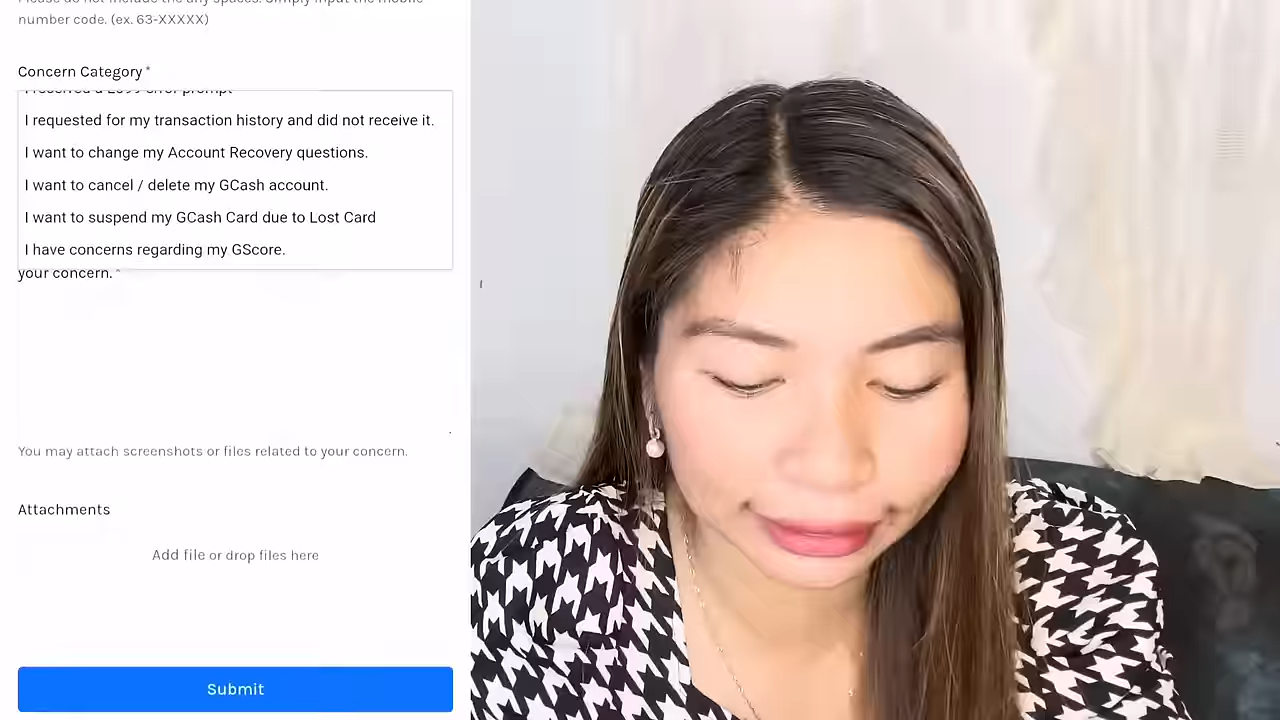 number code. (ex. 63-XXXXX)
Concern Category *
I requested for my transaction history and did not receive it.
I want to change my Account Recovery questions.
I want to cancel / delete my GCash account.
I want to suspend my GCash Card due to Lost Card
I have concerns regarding my GScore.
your concern. *
You may attach screenshots or files related to your concern.
Attachments
Add file or drop files here
Submit